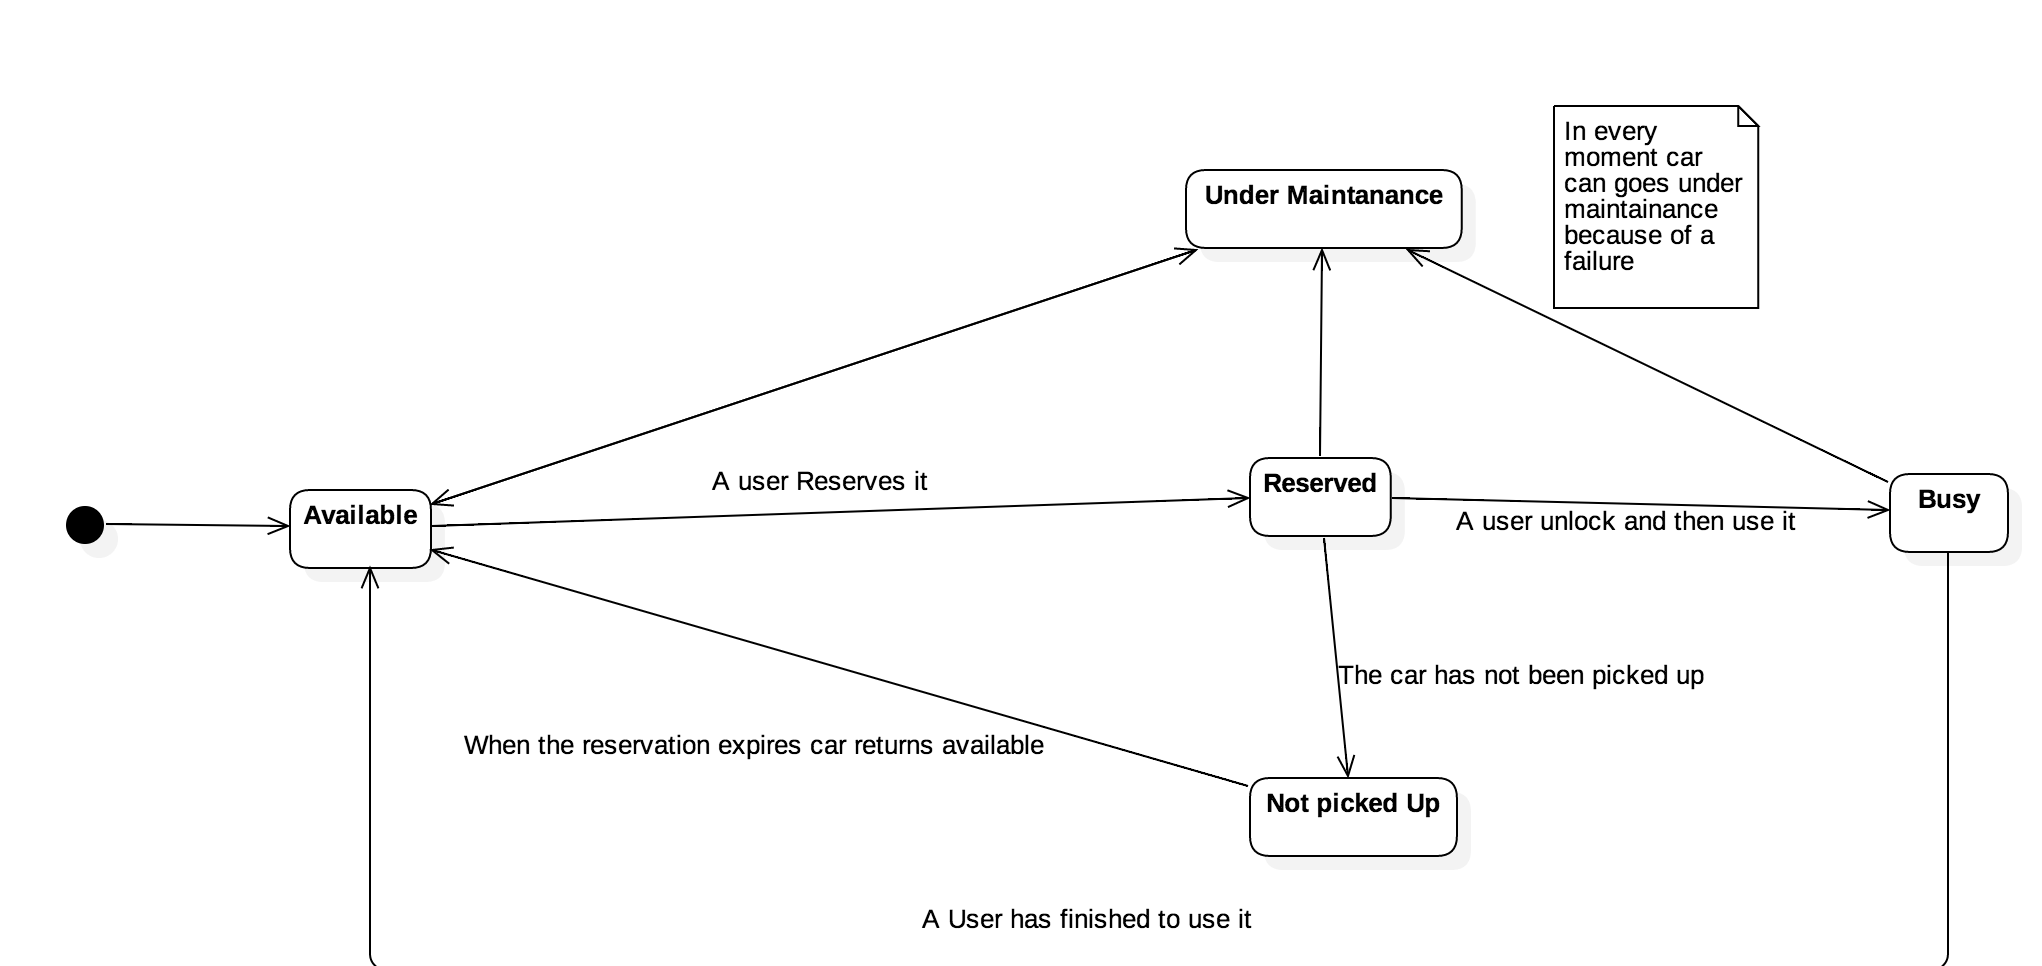 In every
moment car
can goes under
maintainance
because of a
failure
Under Maintanance
A user Reserves it
Reserved
Available
Busy
A user unlock and then use it
The car has not been picked up
When the reservation expires car returns available
Not picked Up
A User has finished to use it